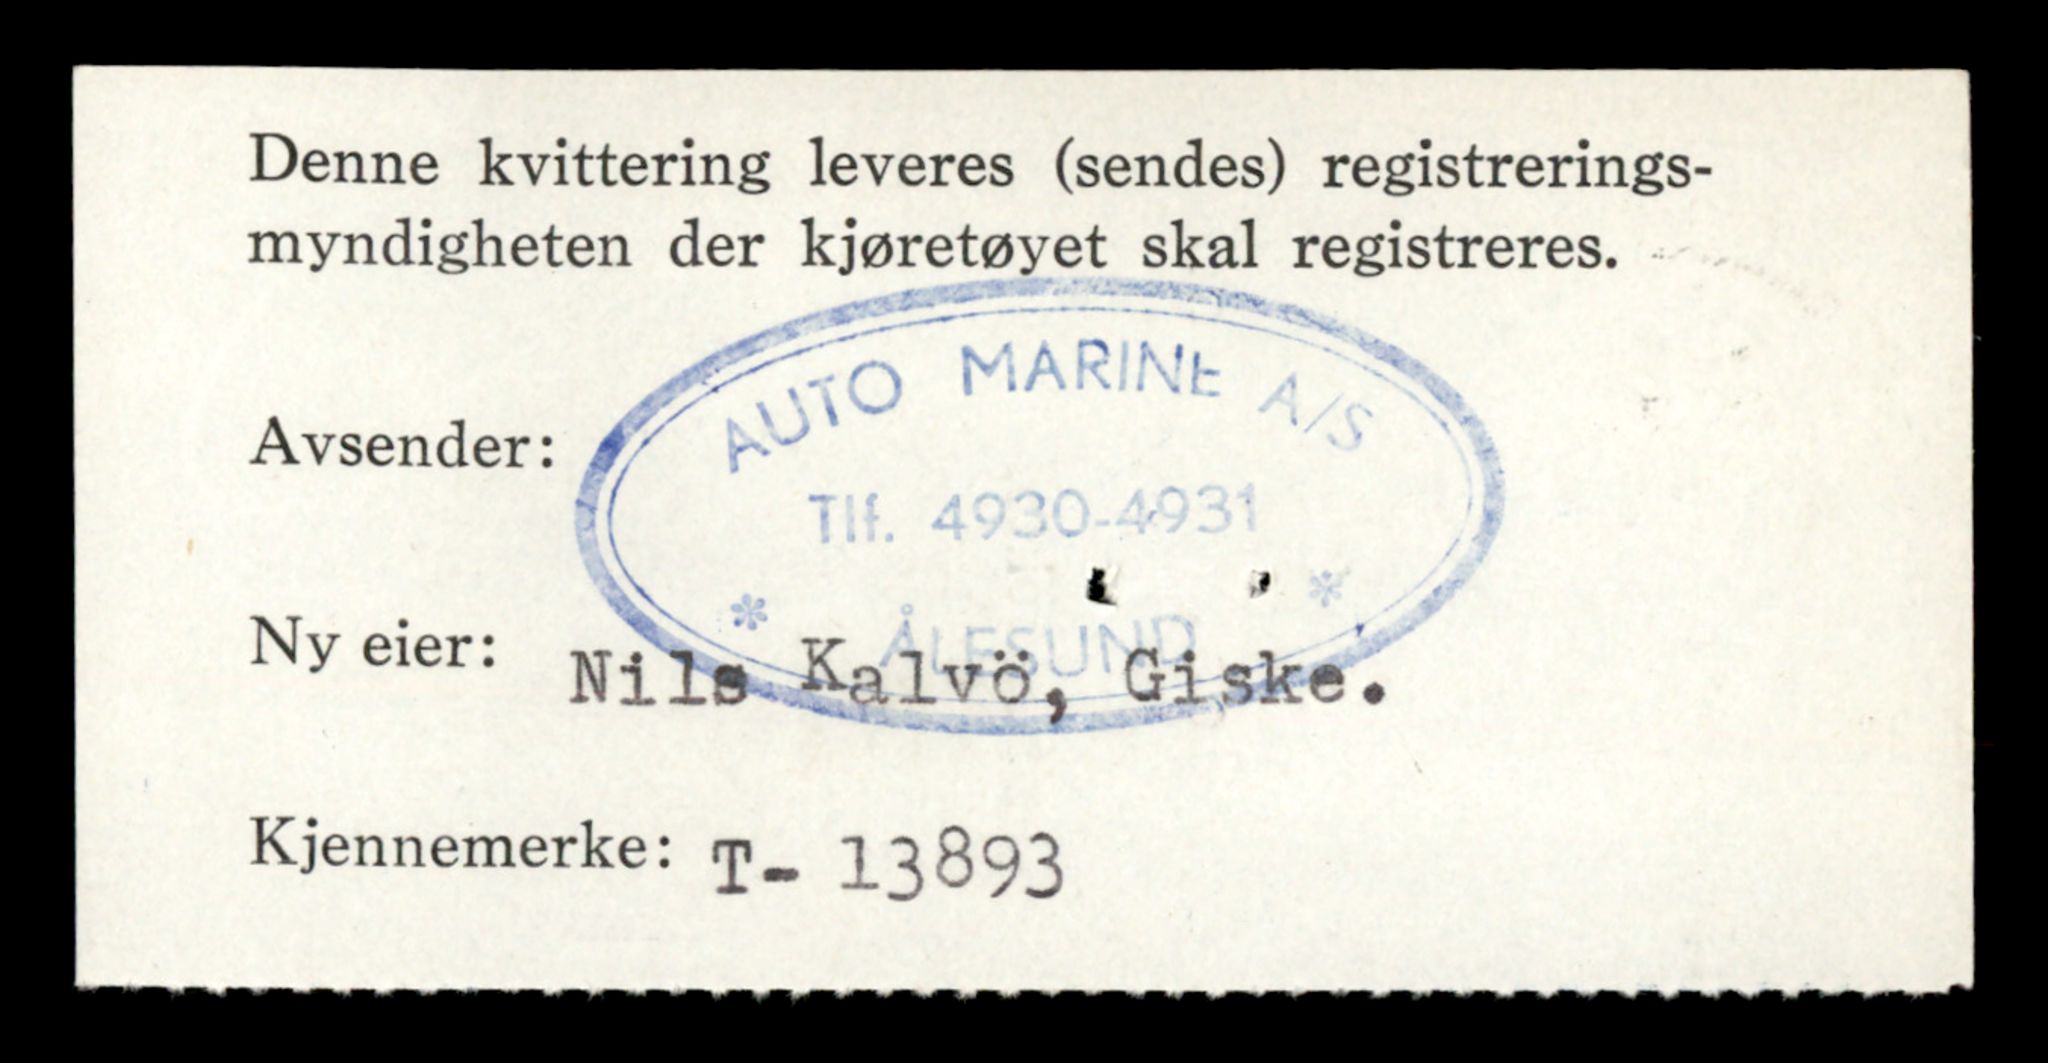 Denne kvittering leveres (sendes) registrerings-
myndigheten der kjøretøyet skal registreres.
Avsender:
AUTO MARINE A/S
Tlf. 4930-4931
* ÅLESUND *
Ny eier: Nils Kalvö, Giske.
Kjennemerke: T- 13893